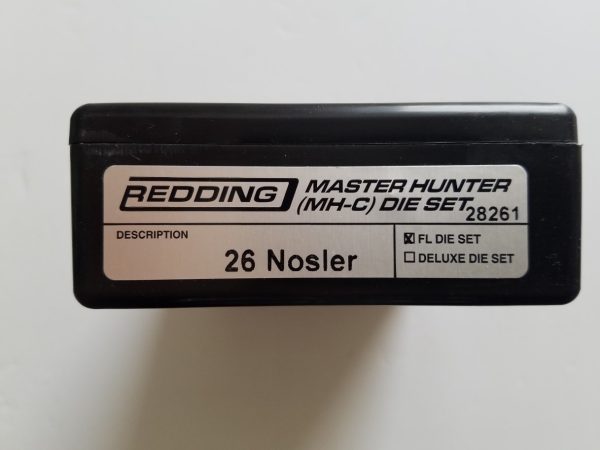 REDDING
MASTER HUNTER
(MH-C) DIE SET 28261
DESCRIPTION
26 Nosler
FL DIE SET
DELUXE DIE SET